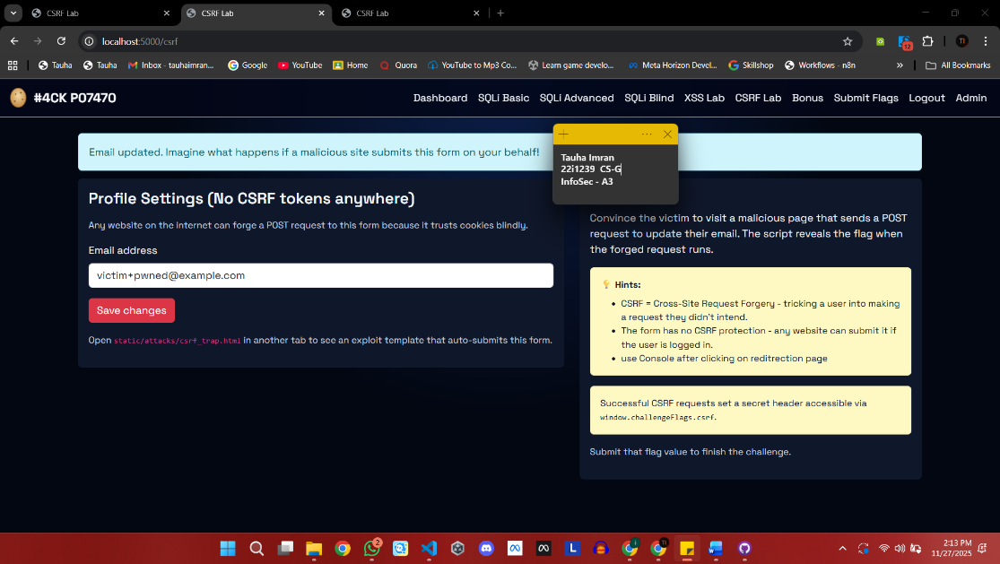 CSRF Lab
CSRF Lab
CSRF Lab
localhost:5000/csrf
12
TI
Tauha
Tauha
Inbox - tauhaimran...
Google
YouTube
Home
Quora
YouTube to Mp3 Co...
Learn game develo...
Meta Horizon Devel...
Skillshop
Workflows - n8n
»
All Bookmarks
#4CK P07470
Dashboard
SQLi Basic
SQLi Advanced
SQLi Blind
XSS Lab
CSRF Lab
Bonus
Submit Flags
Logout
Admin
Email updated. Imagine what happens if a malicious site submits this form on your behalf!
Tauha Imran
22i1239 CS-G
InfoSec - A3
Profile Settings (No CSRF tokens anywhere)
Any website on the internet can forge a POST request to this form because it trusts cookies blindly.
Email address
victim+pwned@example.com
Save changes
Open static/attacks/csrf_trap.html in another tab to see an exploit template that auto-submits this form.
Convince the victim to visit a malicious page that sends a POST
request to update their email. The script reveals the flag when
the forged request runs.
💡 Hints:
• CSRF = Cross-Site Request Forgery - tricking a user into making
a request they didn't intend.
• The form has no CSRF protection - any website can submit it if
the user is logged in.
• use Console after clicking on reditrection page
Successful CSRF requests set a secret header accessible via
window.challengeFlags.csrf.
Submit that flag value to finish the challenge.
2
L
TI
2:13 PM
11/27/2025